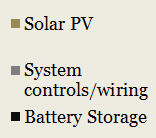 Solar PV
System
controls/wiring
Battery Storage